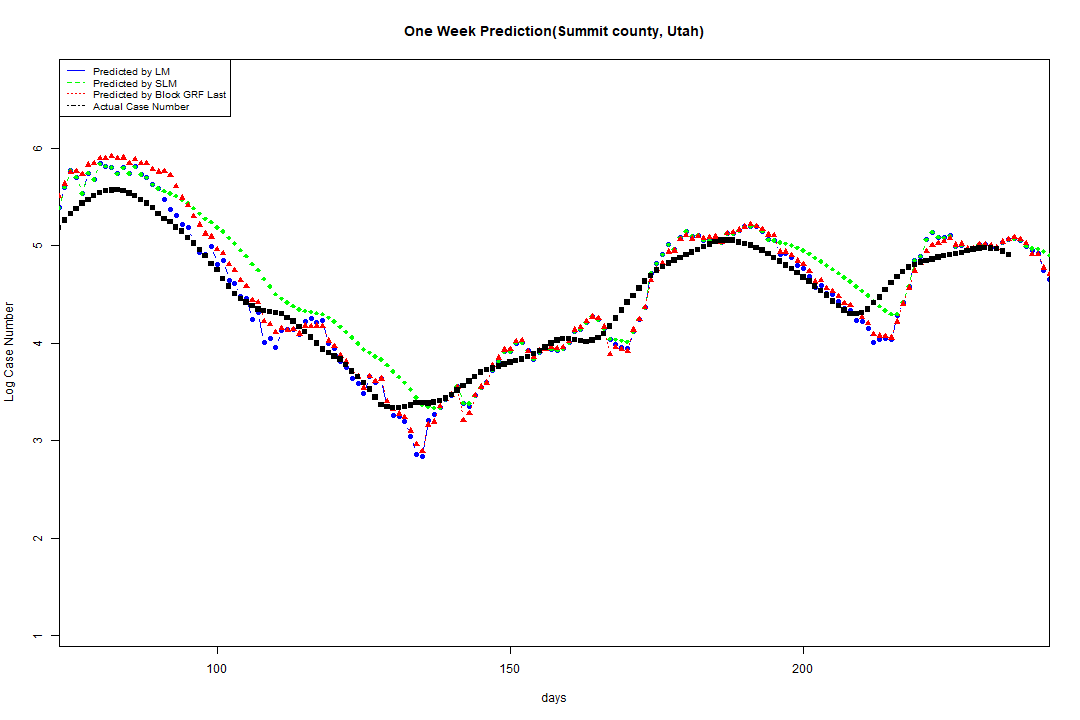 One Week Prediction(Summit county, Utah)
Predicted by LM
Predicted by SLM
Predicted by Block GRF Last
Actual Case Number
Log Case Number
6
5
4
3
2
1
100 150 200
days